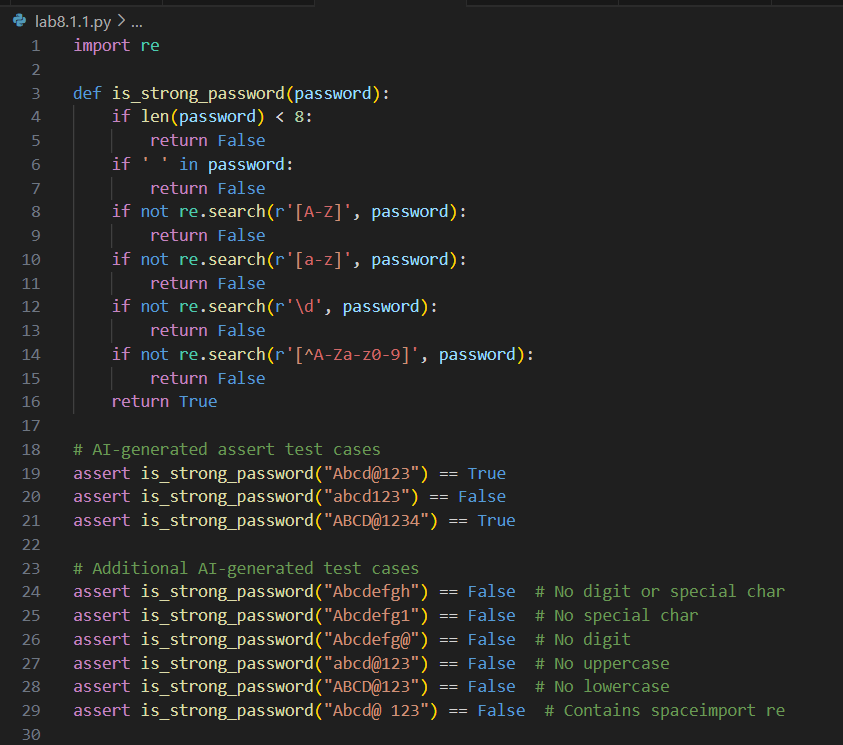 lab8.1.1.py > ...
1 import re
2
3 def is_strong_password(password):
4     if len(password) < 8:
5         return False
6     if ' ' in password:
7         return False
8     if not re.search(r'[A-Z]', password):
9         return False
10     if not re.search(r'[a-z]', password):
11         return False
12     if not re.search(r'\d', password):
13         return False
14     if not re.search(r'[^A-Za-z0-9]', password):
15         return False
16     return True
17
18 # AI-generated assert test cases
19 assert is_strong_password("Abcd@123") == True
20 assert is_strong_password("abcd123") == False
21 assert is_strong_password("ABCD@1234") == True
22
23 # Additional AI-generated test cases
24 assert is_strong_password("Abcdefgh") == False  # No digit or special char
25 assert is_strong_password("Abcdefg1") == False  # No special char
26 assert is_strong_password("Abcdefg@") == False  # No digit
27 assert is_strong_password("abcd@123") == False  # No uppercase
28 assert is_strong_password("ABCD@123") == False  # No lowercase
29 assert is_strong_password("Abcd@ 123") == False  # Contains spaceimport re
30